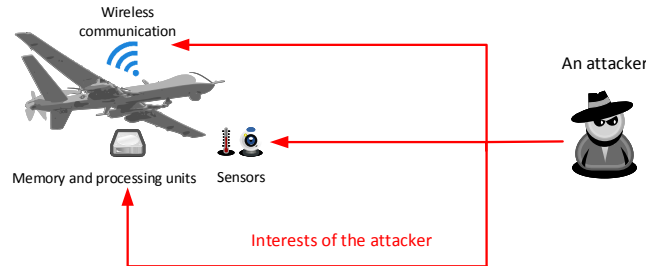 Wireless
communication
An attacker
Memory and processing units
Sensors
Interests of the attacker